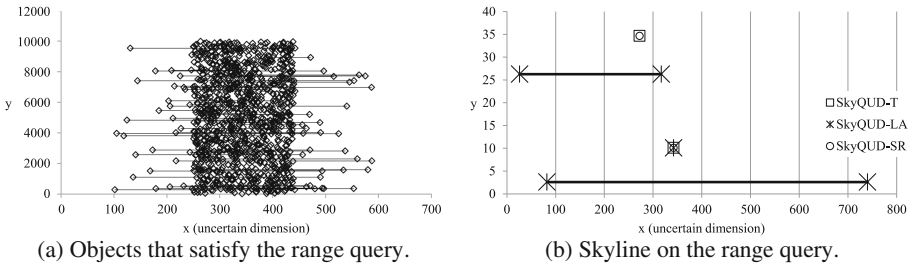 12000
10000
8000
6000
4000
2000
0
y
0 100 200 300 400 500 600 700
x (uncertain dimension)
(a) Objects that satisfy the range query.
40
35
30
25
20
15
10
5
0
y
0 100 200 300 400 500 600 700 800
x (uncertain dimension)
SkyQUD-T
SkyQUD-LA
SkyQUD-SR
(b) Skyline on the range query.